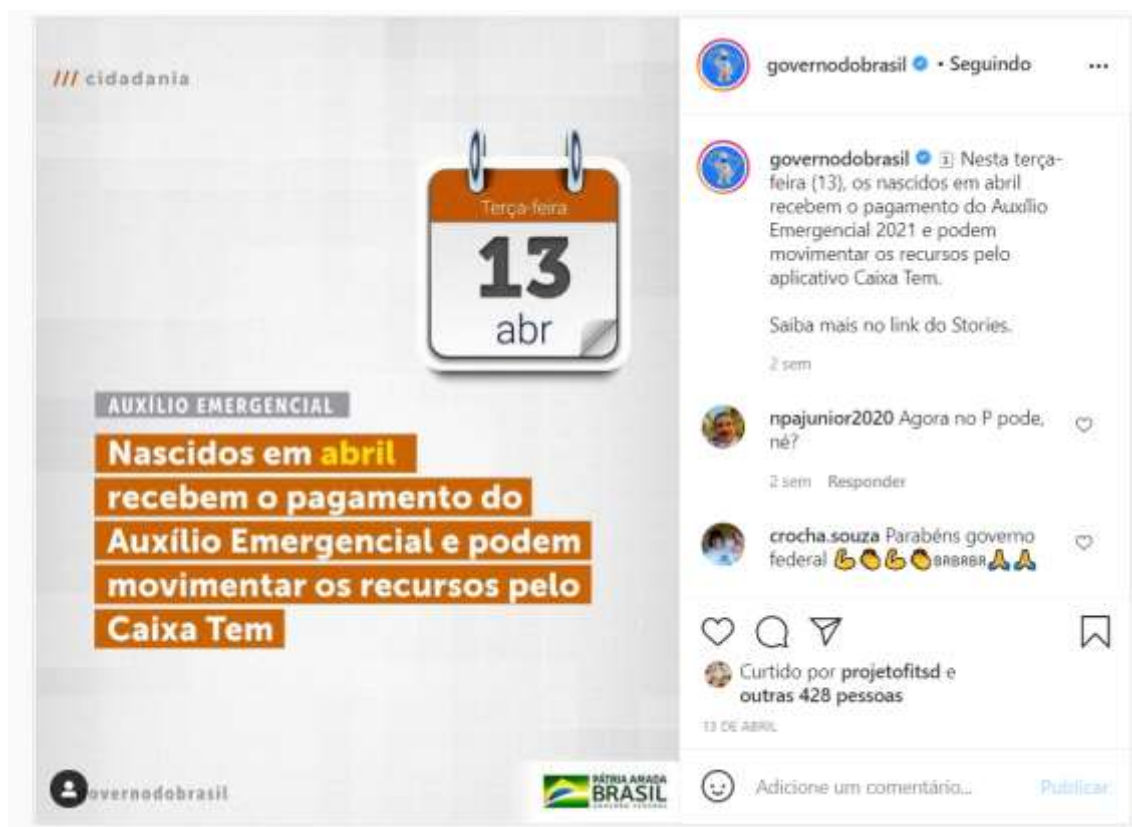 /// cidadania
Terça-feira
13
abr
AUXÍLIO EMERGENCIAL
Nascidos em abril
recebem o pagamento do
Auxílio Emergencial e podem
movimentar os recursos pelo
Caixa Tem
overnodobrasil
PÁTRIA AMADA
BRASIL
GOVERNO FEDERAL
governodobrasil • Seguindo
governodobrasil Nesta terça-
feira (13), os nascidos em abril
recebem o pagamento do Auxílio
Emergencial 2021 e podem
movimentar os recursos pelo
aplicativo Caixa Tem.
Saiba mais no link do Stories.
2 sem
npajunior2020 Agora no P pode,
né?
2 sem Responder
crocha.souza Parabéns governo
federal 💪👏💪👏BRBRBR🙏🙏
Curtido por projetofitsd e
outras 428 pessoas
13 DE ABRIL
Adicione um comentário... Publicar